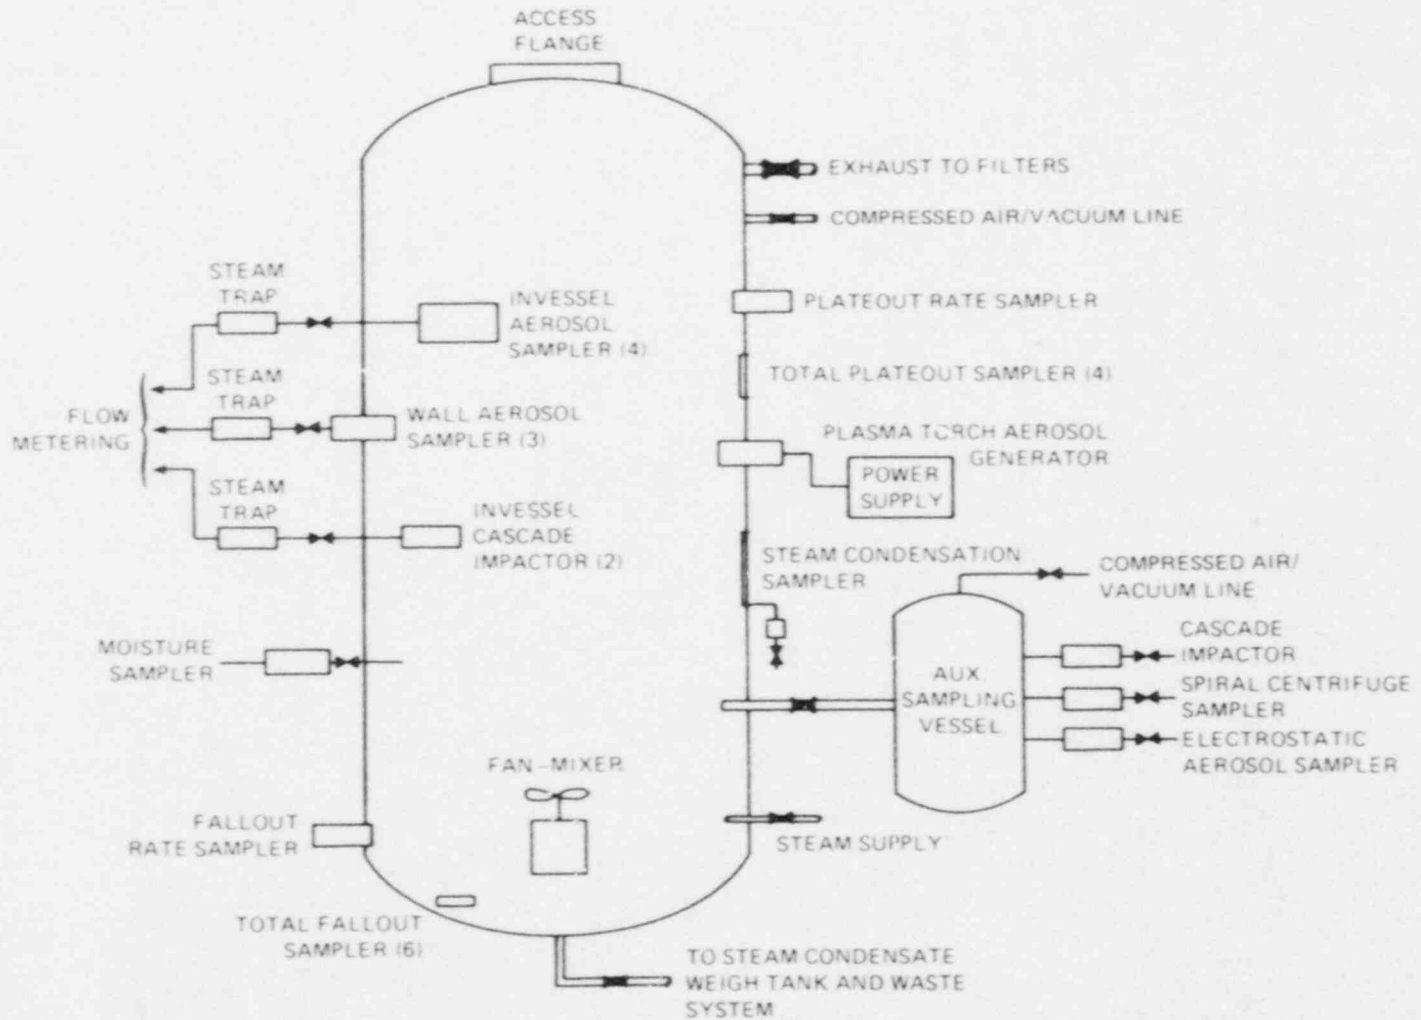 ACCESS
FLANGE
EXHAUST TO FILTERS
COMPRESSED AIR/VACUUM LINE
STEAM
TRAP
INVESSEL
AEROSOL
SAMPLER (4)
PLATEOUT RATE SAMPLER
TOTAL PLATEOUT SAMPLER (4)
STEAM
TRAP
FLOW
METERING
WALL AEROSOL
SAMPLER (3)
PLASMA TORCH AEROSOL
GENERATOR
POWER
SUPPLY
STEAM
TRAP
INVESSEL
CASCADE
IMPACTOR (2)
STEAM CONDENSATION
SAMPLER
COMPRESSED AIR/
VACUUM LINE
MOISTURE
SAMPLER
AUX.
SAMPLING
VESSEL
CASCADE
IMPACTOR
SPIRAL CENTRIFUGE
SAMPLER
ELECTROSTATIC
AEROSOL SAMPLER
FAN-MIXER
FALLOUT
RATE SAMPLER
STEAM SUPPLY
TOTAL FALLOUT
SAMPLER (6)
TO STEAM CONDENSATE
WEIGH TANK AND WASTE
SYSTEM